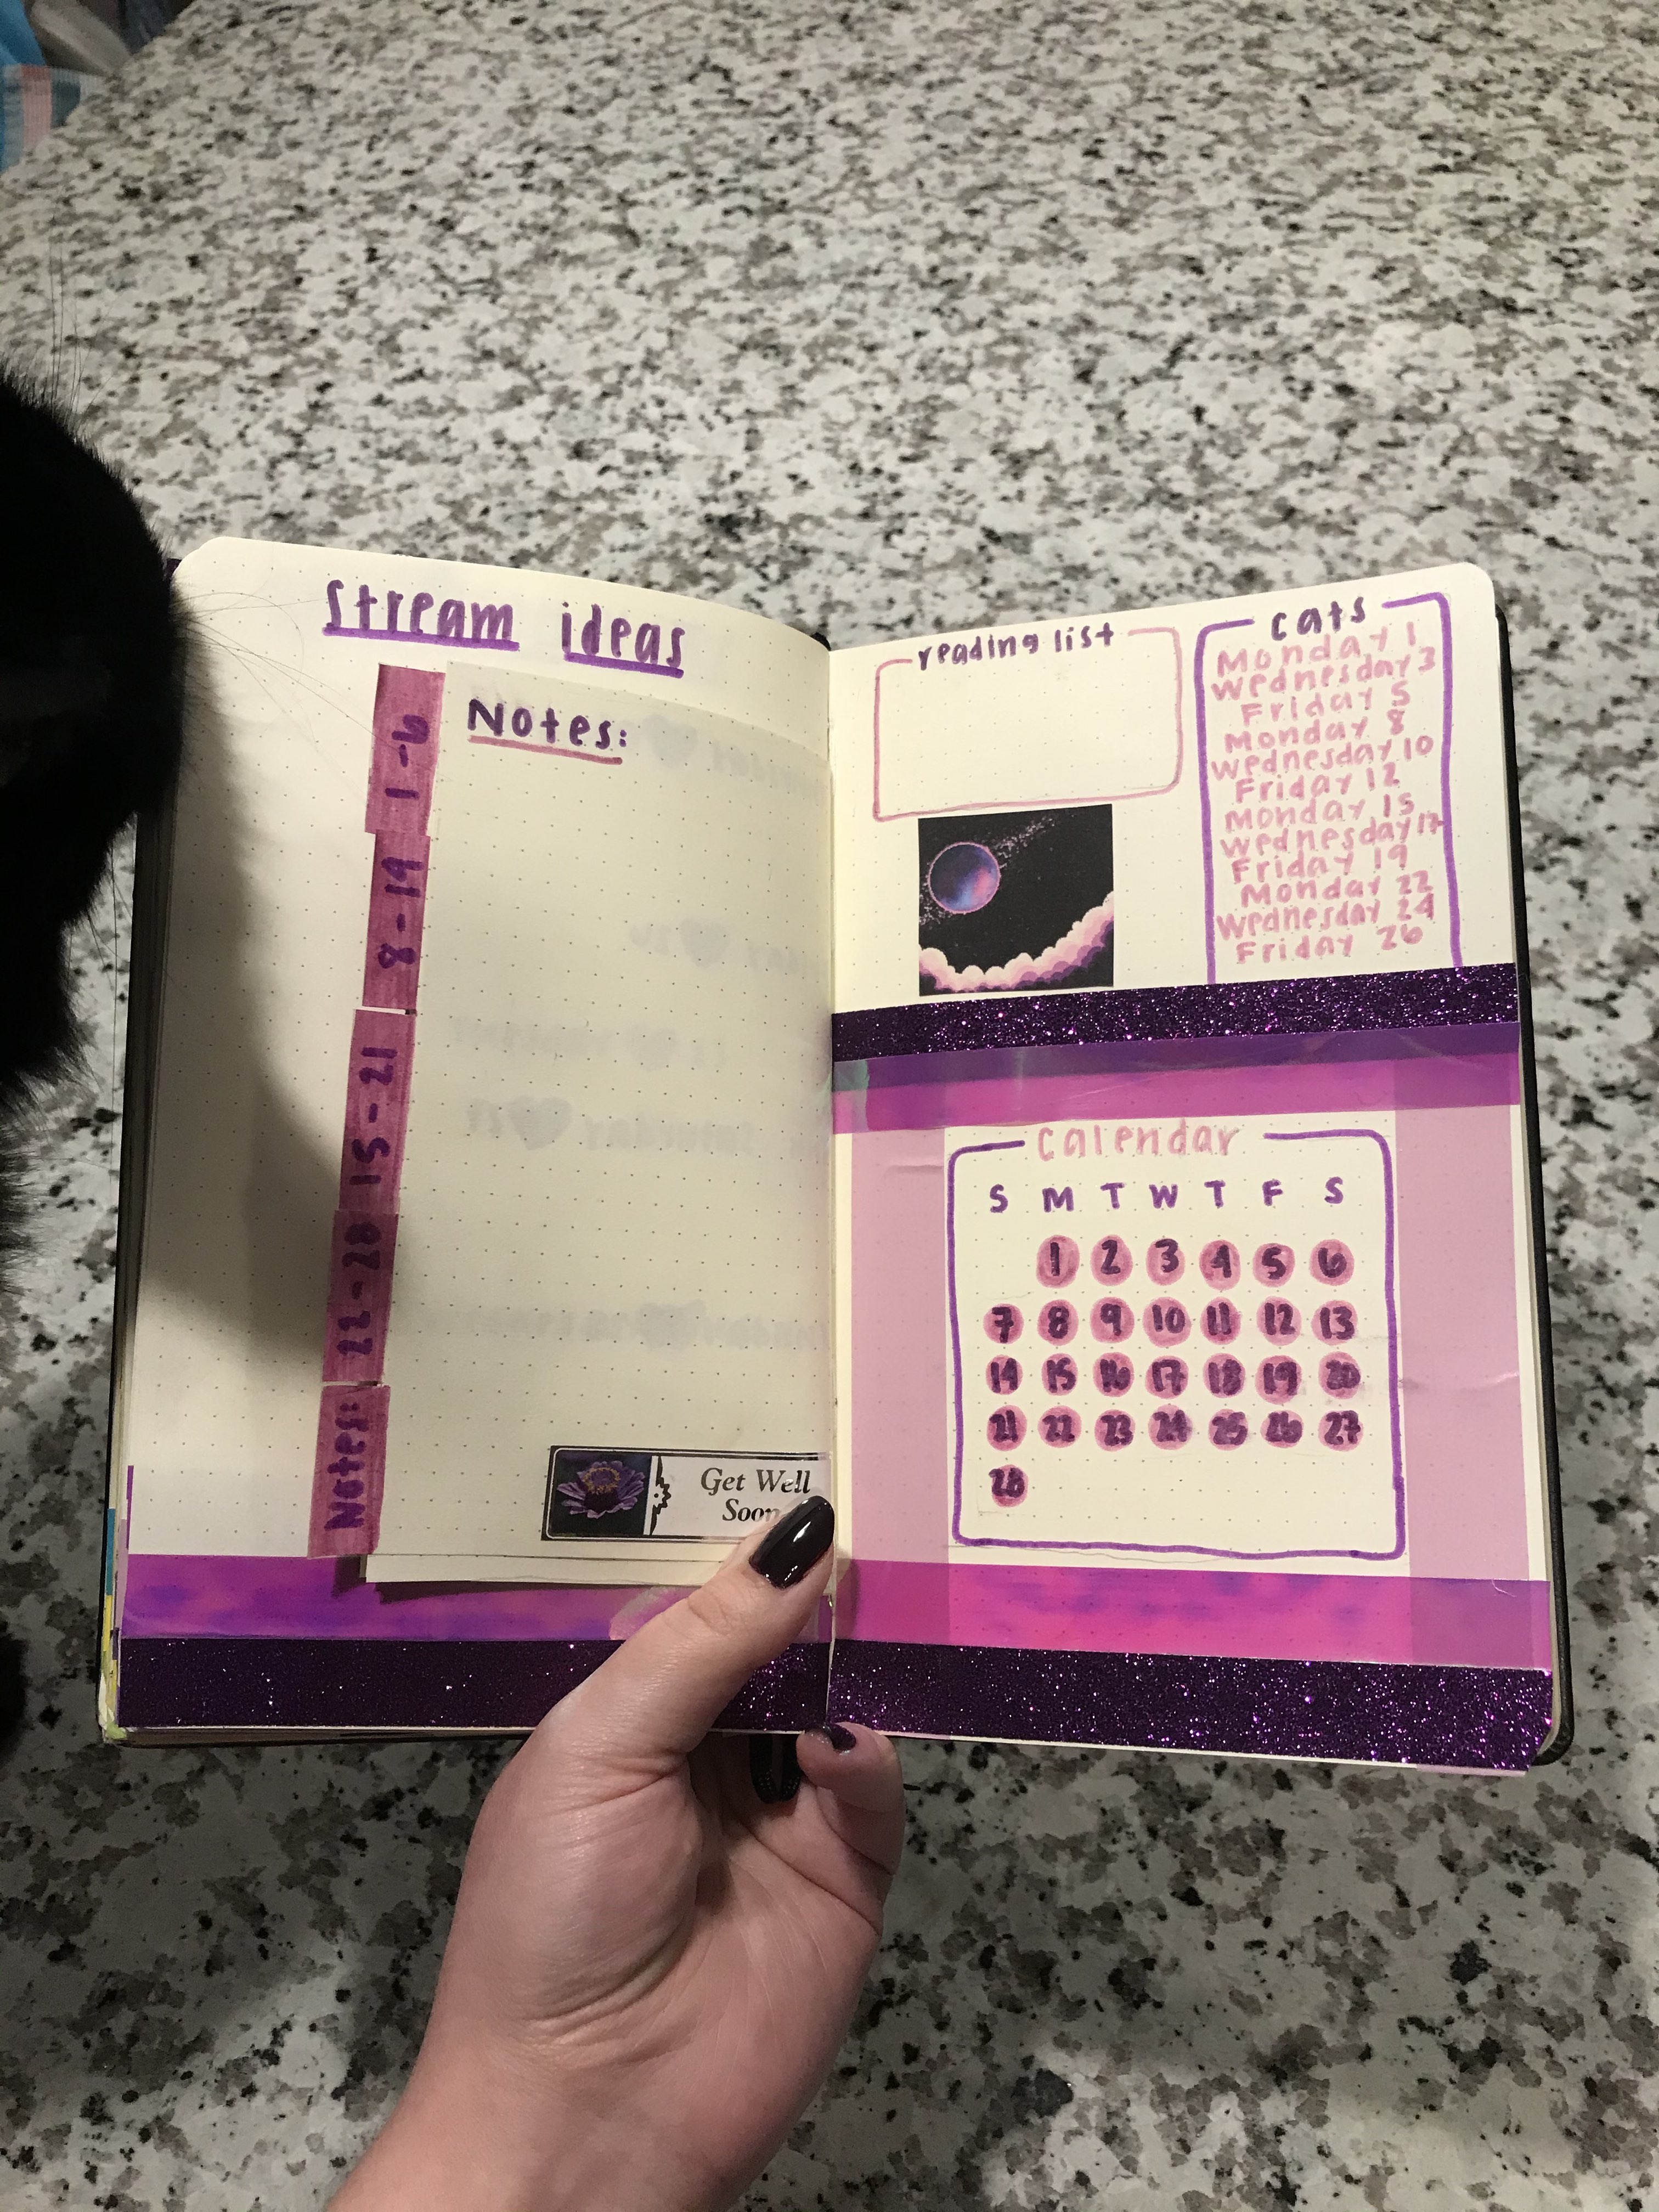 Stream ideas
1-6
8-19
15-21
22-28
Notes:
Notes:
Get Well
Soon
reading list
cats
Monday 1
Wednesday 3
Friday 5
Monday 8
Wednesday 10
Friday 12
Monday 15
Wednesday 17
Friday 19
Monday 22
Wednesday 24
Friday 26
Calendar
S M T W T F S
1 2 3 4 5 6
7 8 9 10 11 12 13
14 15 16 17 18 19 20
21 22 23 24 25 26 27
28